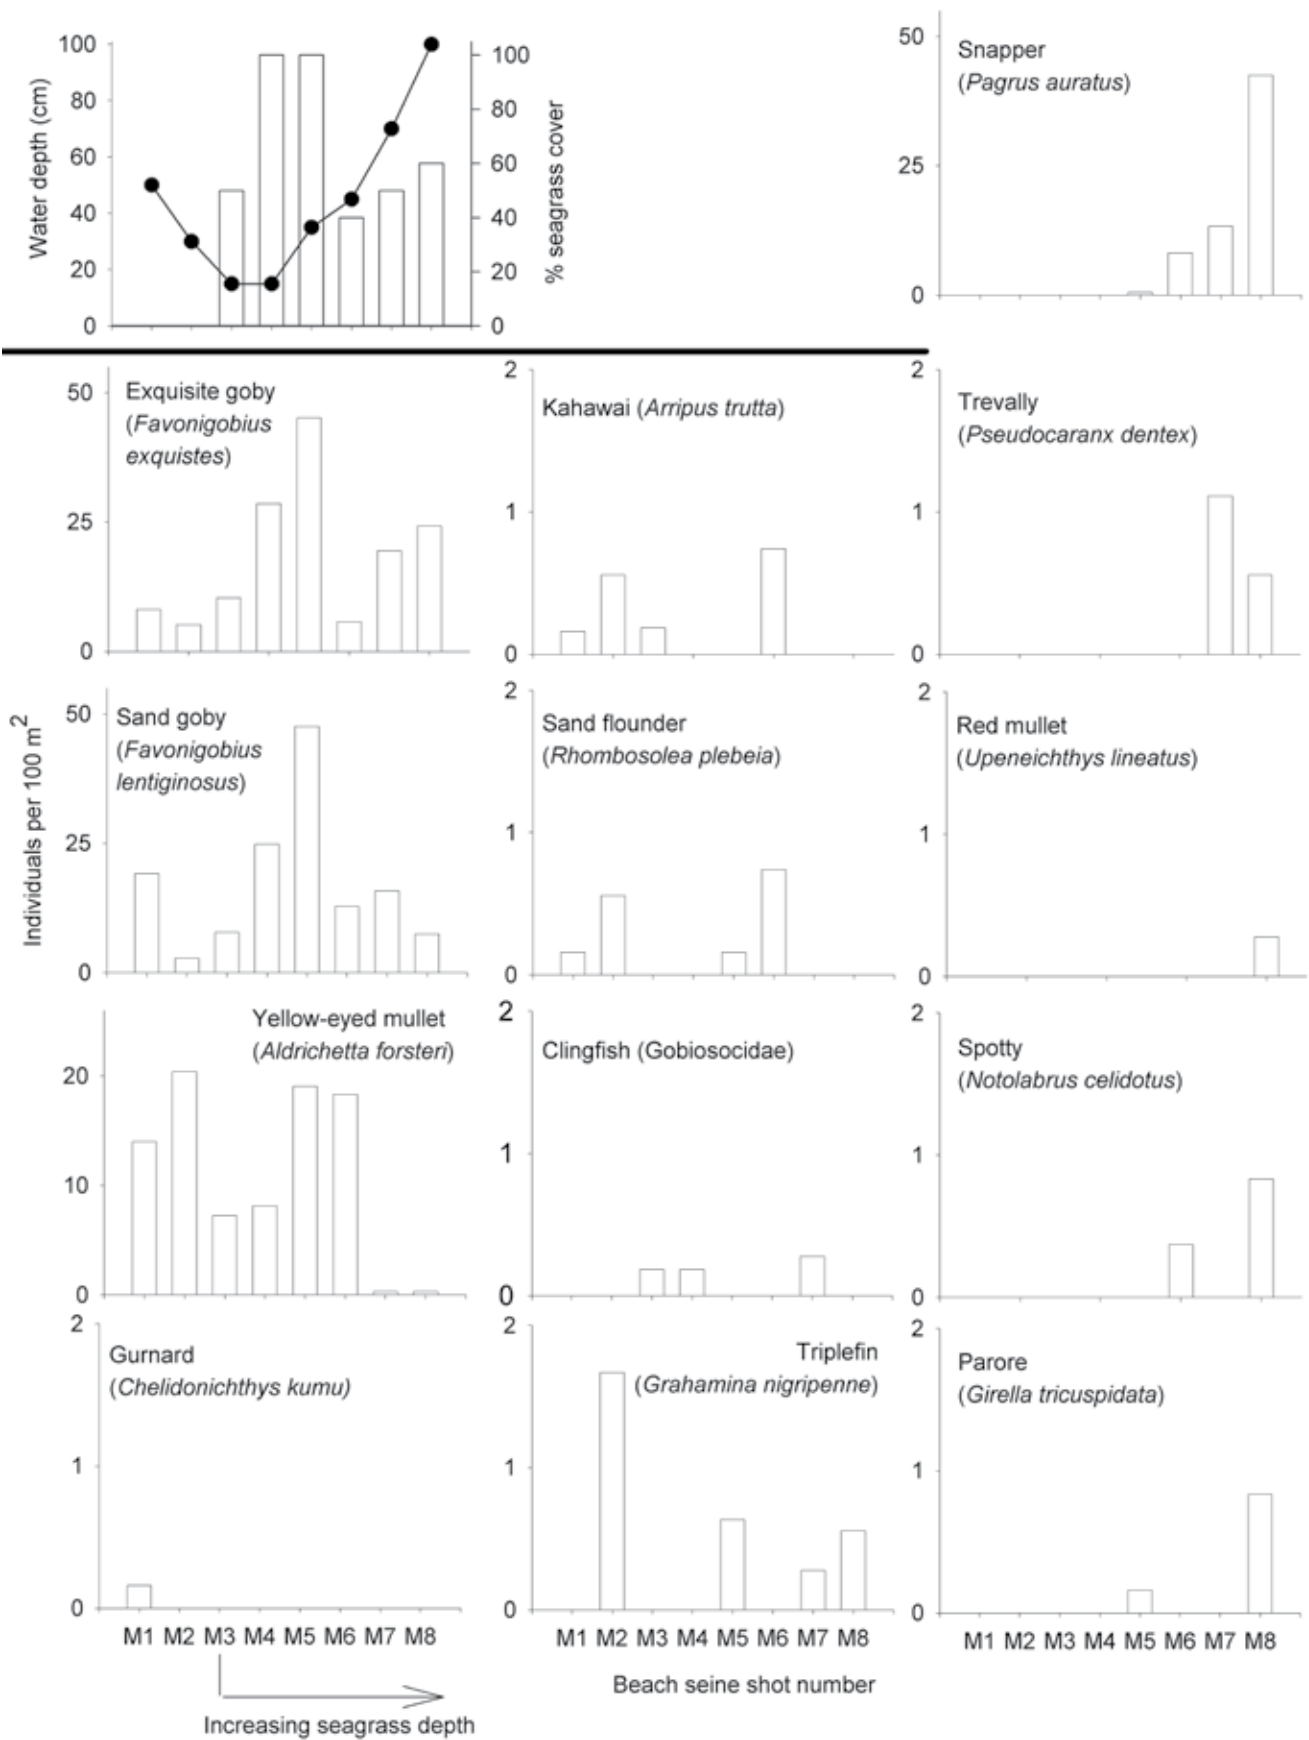 100
80
60
40
20
0
Water depth (cm)
100
80
60
40
20
0
% seagrass cover
50
25
0
Snapper
(Pagrus auratus)
50
25
0
Exquisite goby
(Favonigobius
exquistes)
2
1
0
Kahawai (Arripus trutta)
2
1
0
Trevally
(Pseudocaranx dentex)
Individuals per 100 m2
50
25
0
Sand goby
(Favonigobius
lentiginosus)
2
1
0
Sand flounder
(Rhombosolea plebeia)
2
1
0
Red mullet
(Upeneichthys lineatus)
20
10
0
Yellow-eyed mullet
(Aldrichetta forsteri)
2
1
0
Clingfish (Gobiosocidae)
2
1
0
Spotty
(Notolabrus celidotus)
2
1
0
Gurnard
(Chelidonichthys kumu)
M1 M2 M3 M4 M5 M6 M7 M8
2
1
0
Triplefin
(Grahamina nigripenne)
M1 M2 M3 M4 M5 M6 M7 M8
2
1
0
Parore
(Girella tricuspidata)
M1 M2 M3 M4 M5 M6 M7 M8
Beach seine shot number
Increasing seagrass depth